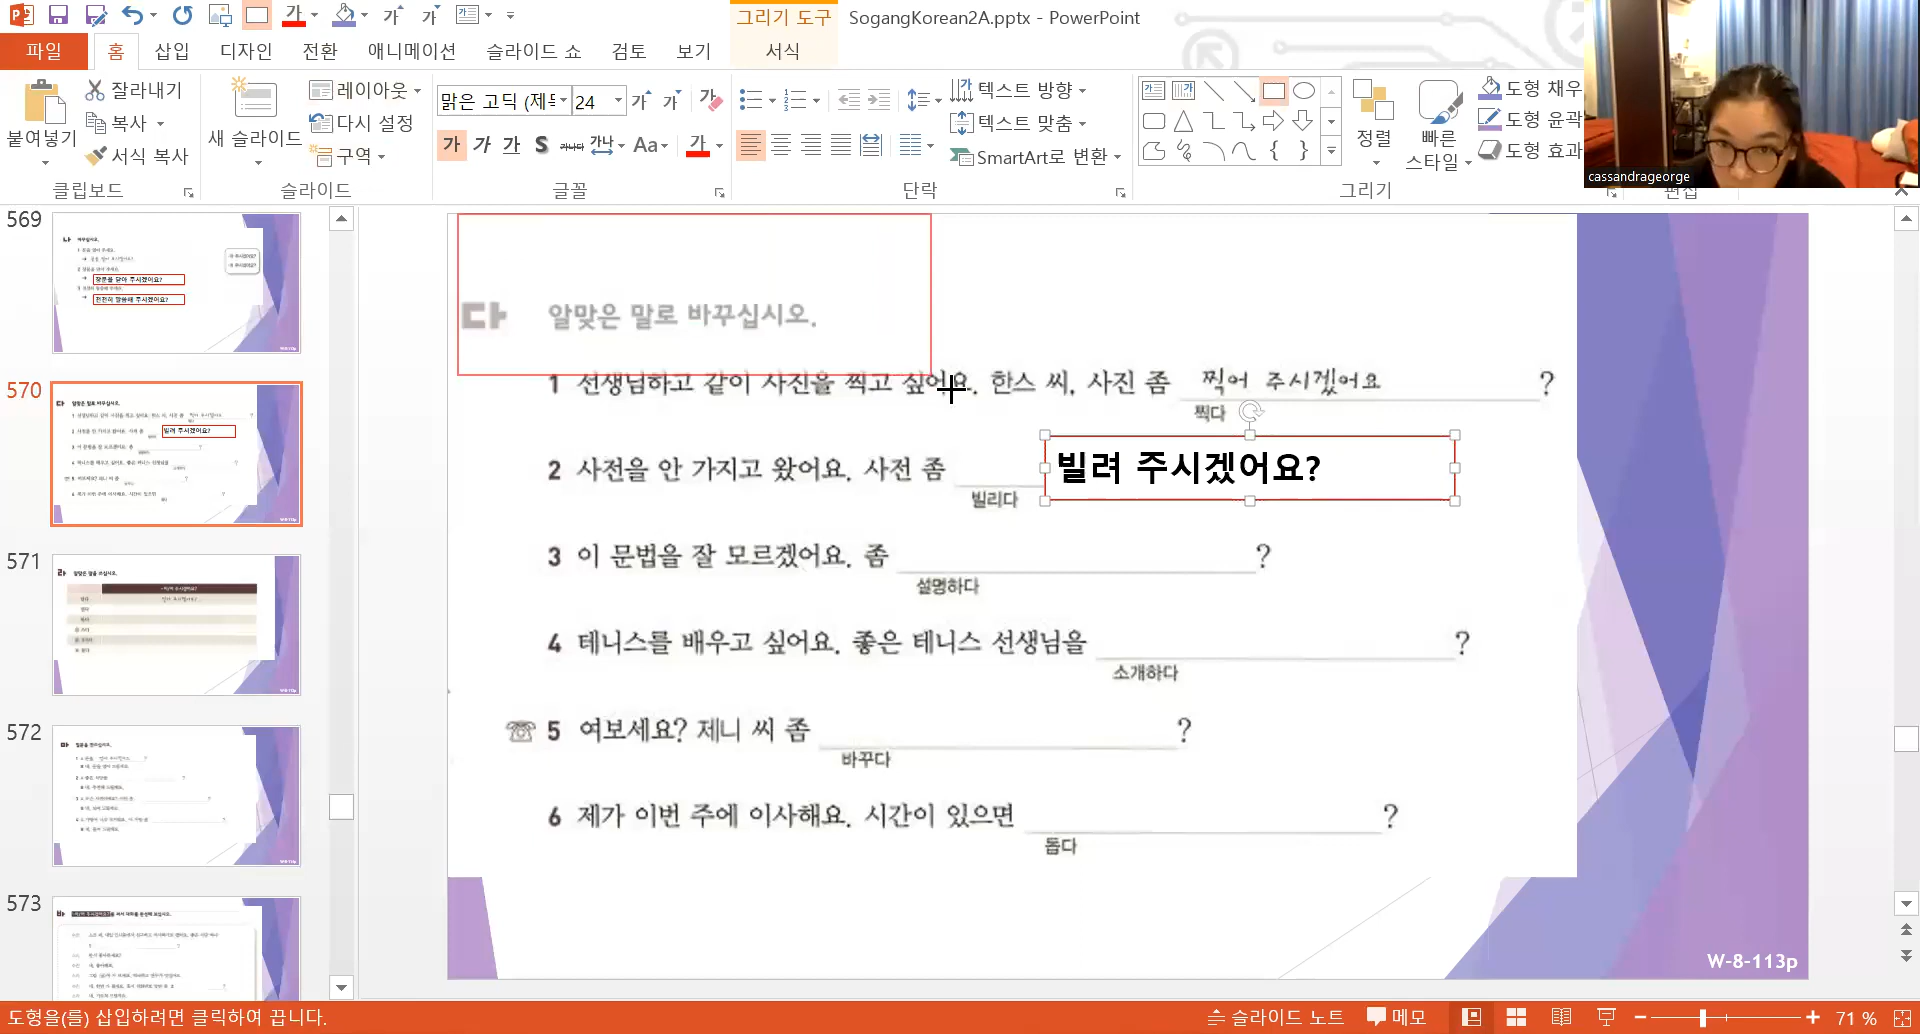 그리기 도구 SogangKorean2A.pptx - PowerPoint
파일 홈 삽입 디자인 전환 애니메이션 슬라이드 쇼 검토 보기 서식
붙여넣기 잘라내기 복사 서식 복사
새 슬라이드 레이아웃 다시 설정 구역
맑은 고딕 (제 24
가 가 가 S 가나다 가나 Aa 가
텍스트 방향 텍스트 맞춤 SmartArt로 변환
정렬 빠른 스타일 도형 채우 도형 윤곽 도형 효과
클립보드 슬라이드 글꼴 단락 그리기 편집
cassandrageorge
569
570
571
572
573
다 알맞은 말로 바꾸십시오.
1 선생님하고 같이 사진을 찍고 싶어요. 한스 씨, 사진 좀 찍어 주시겠어요 ?
찍다
2 사전을 안 가지고 왔어요. 사전 좀 빌려 주시겠어요?
빌리다
3 이 문법을 잘 모르겠어요. 좀 ?
설명하다
4 테니스를 배우고 싶어요. 좋은 테니스 선생님을 ?
소개하다
5 여보세요? 제니 씨 좀 ?
바꾸다
6 제가 이번 주에 이사해요. 시간이 있으면 ?
돕다
W-8-113p
도형을(를) 삽입하려면 클릭하여 끕니다. 슬라이드 노트 메모 71 %